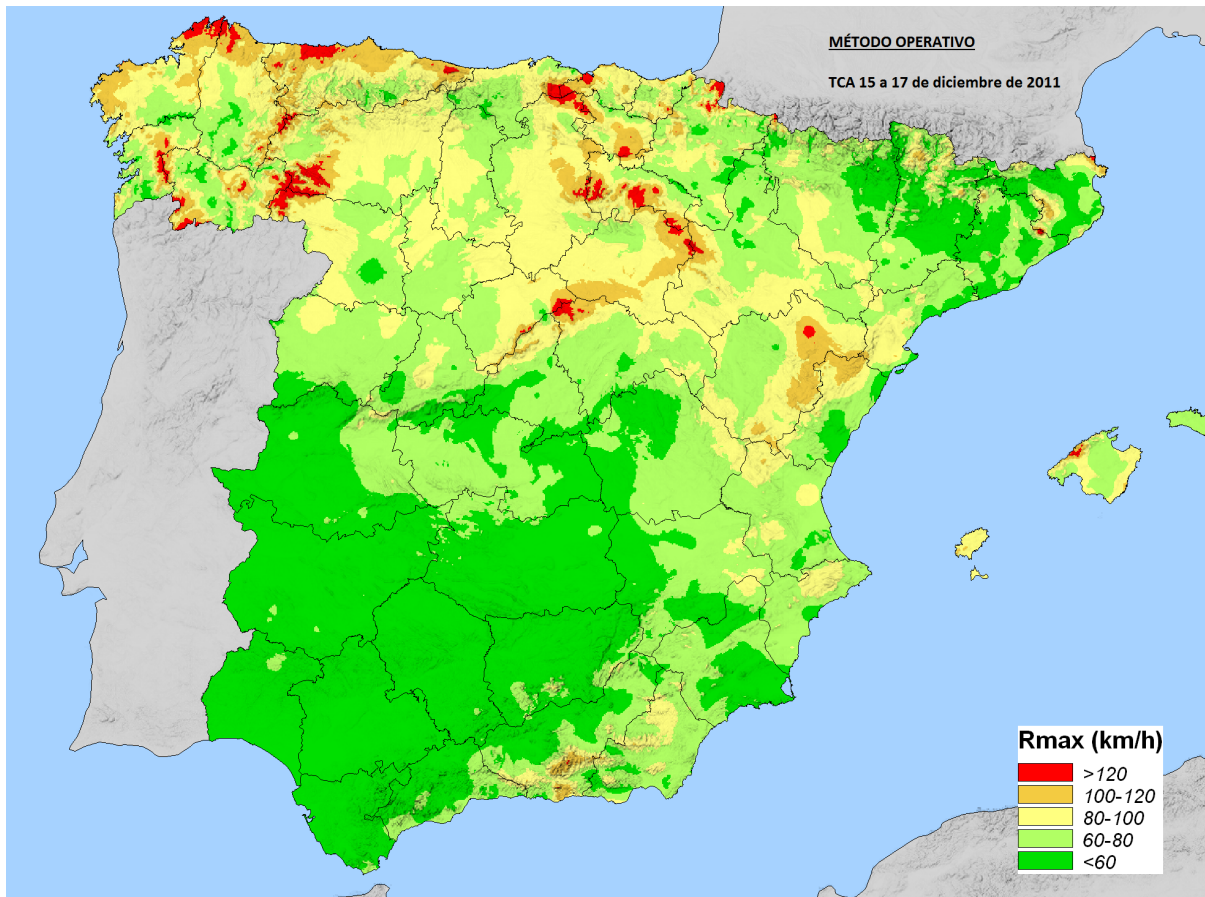 MÉTODO OPERATIVO
TCA 15 a 17 de diciembre de 2011
Rmax (km/h)
>120
100-120
80-100
60-80
<60